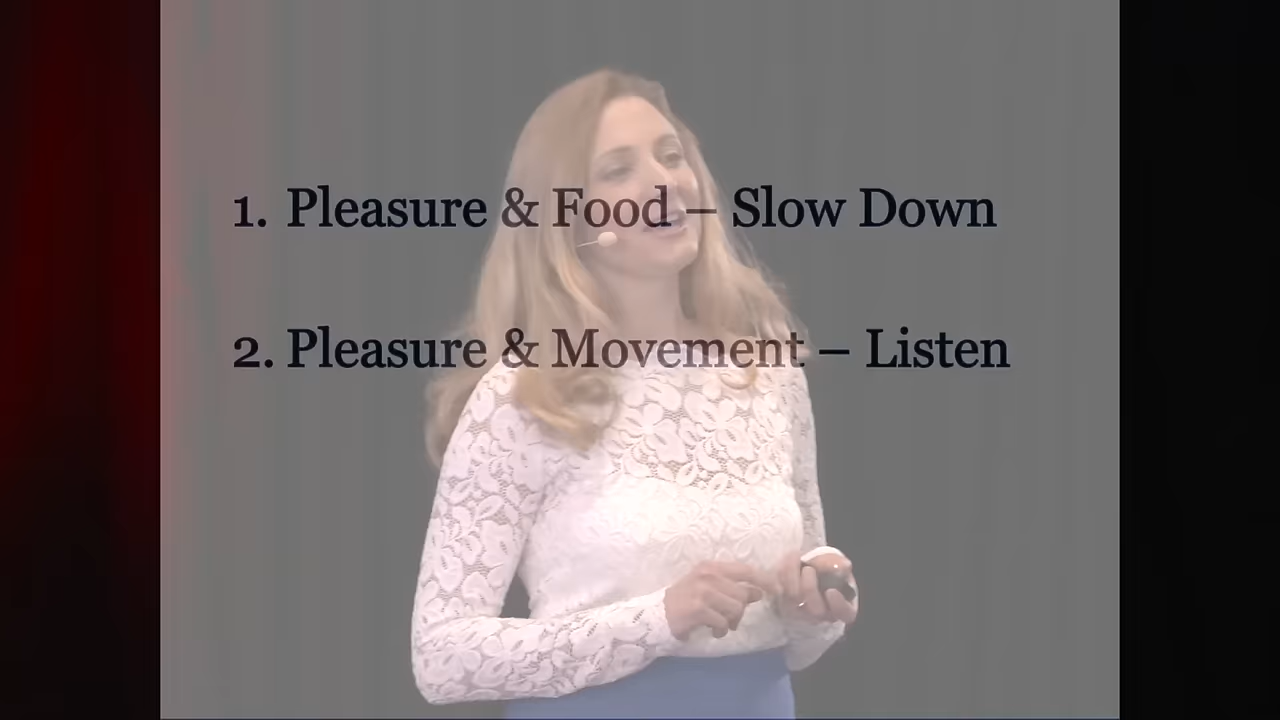 1. Pleasure & Food – Slow Down
2. Pleasure & Movement – Listen